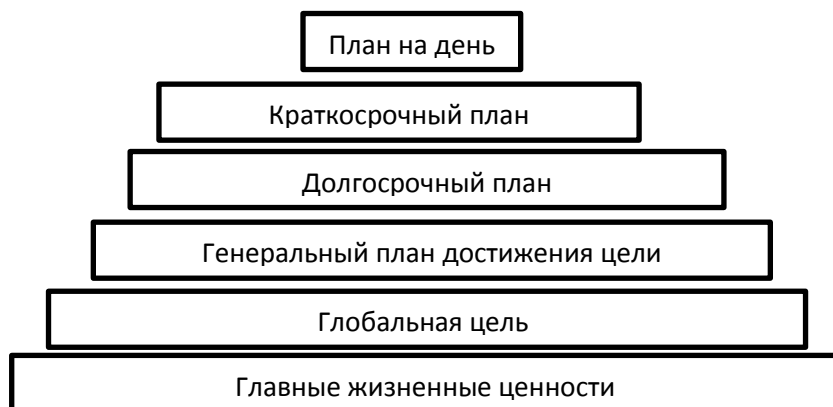 План на день
Краткосрочный план
Долгосрочный план
Генеральный план достижения цели
Глобальная цель
Главные жизненные ценности